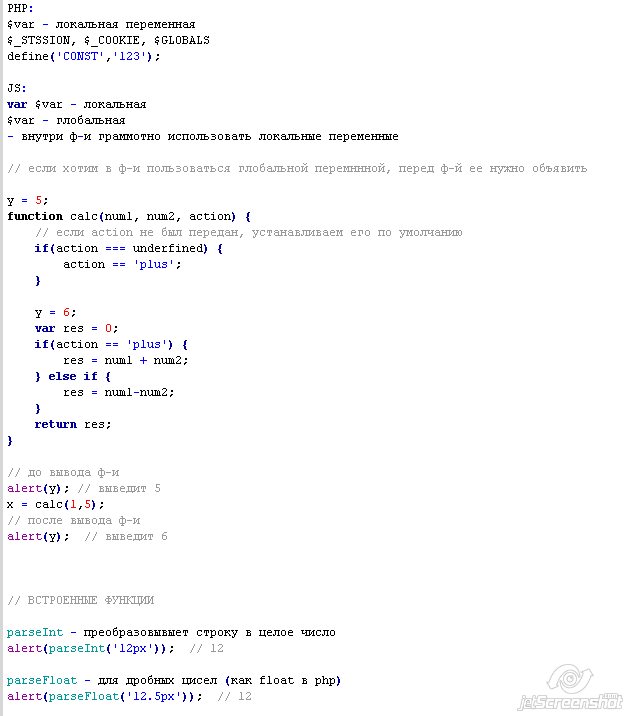 PHP:
$var - локальная переменная
$_STSSION, $_COOKIE, $GLOBALS
define('CONST','123');
JS:
var $var - локальная
$var - глобальная
- внутри ф-и граммотно использовать локальные переменные
// если хотим в ф-и пользоваться глобальной переминнной, перед ф-й ее нужно объявить
y = 5;
function calc(num1, num2, action) {
// если action не был передан, устанавливаем его по умолчанию
if(action === underfined) {
action == 'plus';
}
y = 6;
var res = 0;
if(action == 'plus') {
res = num1 + num2;
} else if {
res = num1-num2;
}
return res;
}
// до вывода ф-и
alert(y); // выведит 5
x = calc(1,5);
// после вывода ф-и
alert(y);  // выведит 6
// ВСТРОЕННЫЕ ФУНКЦИИ
parseInt - преобразовывыет строку в целое число
alert(parseInt('12px'));  // 12
parseFloat - для дробных цисел (как float в php)
alert(parseFloat('12.5px'));  // 12
jetScreenshot